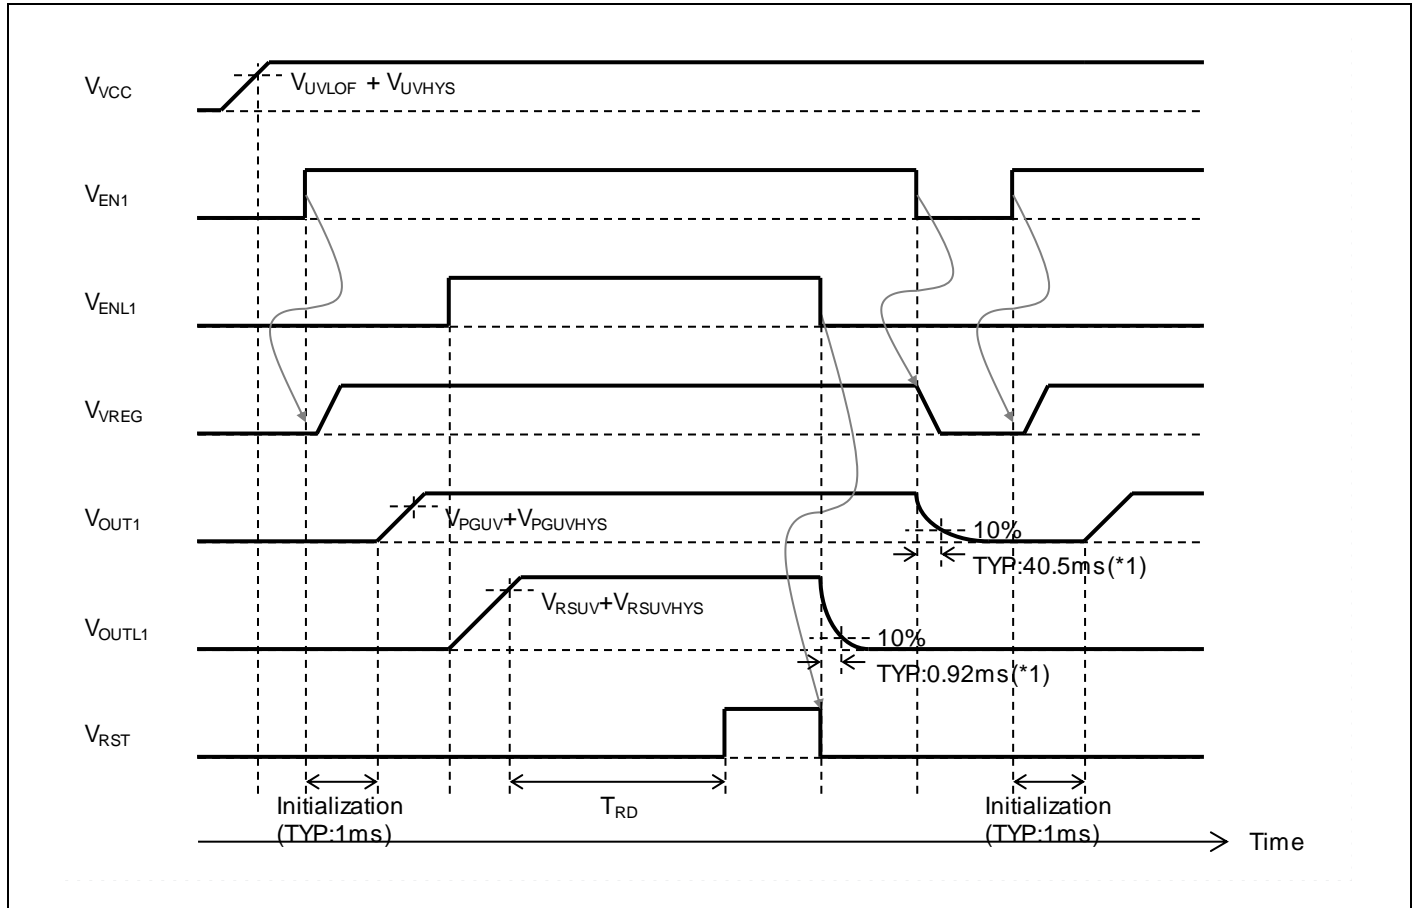 VVCC
VUVLOF + VUVHYS
VEN1
VENL1
VVREG
VOUT1
VPGUV+VPGUVHYS
10%
TYP:40.5ms(*1)
VOUTL1
VRSUV+VRSUVHYS
10%
TYP:0.92ms(*1)
VRST
Initialization
(TYP:1ms)
TRD
Initialization
(TYP:1ms)
Time